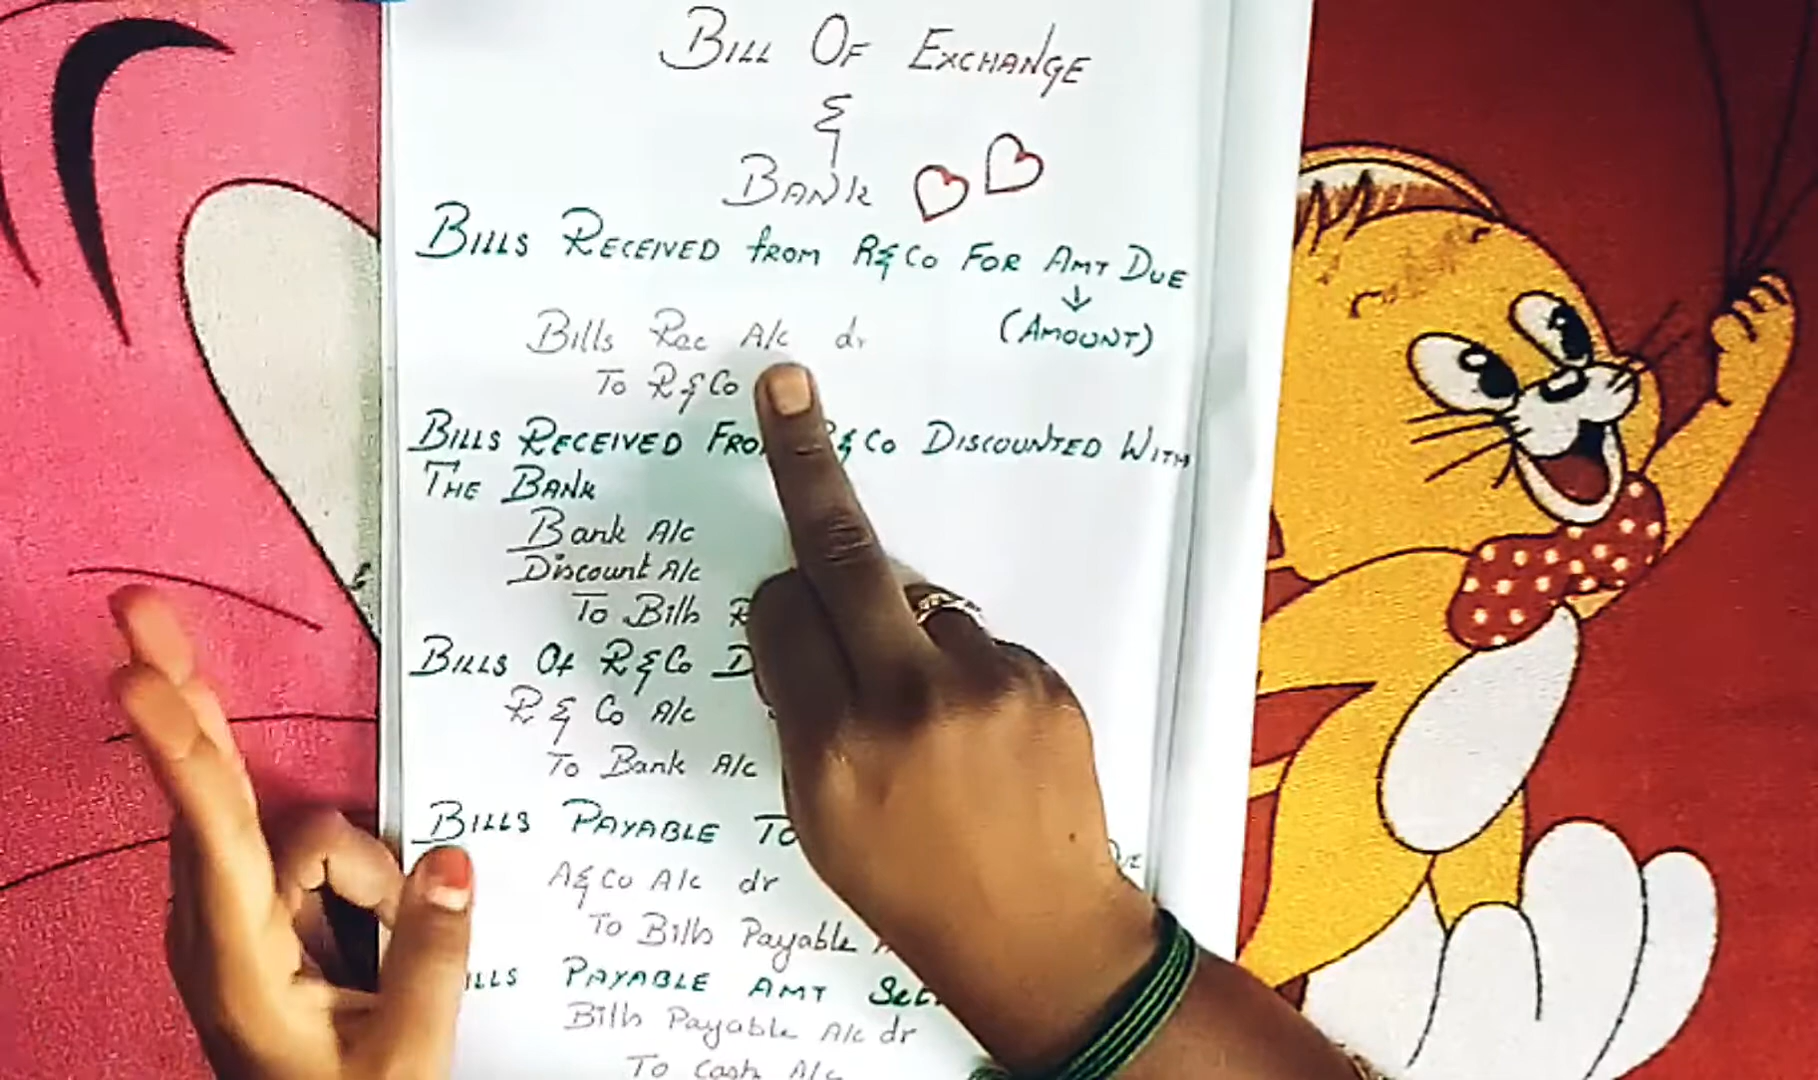 BILL OF EXCHANGE
&
BANK
BILLS RECEIVED from R&Co FOR AMT DUE
↓
Bills Rec A/c dr (AMOUNT)
To R&Co
BILLS RECEIVED R&Co DISCOUNTED WITH
THE BANK
Bank A/c
Discount A/c
To Bills
BILLS Of R&Co
R & Co A/c
To Bank A/c
BILLS PAYABLE TO
A&Co A/c dr
To Bills Payable
PAYABLE AMT
Bills Payable A/c dr
To Cash A/c